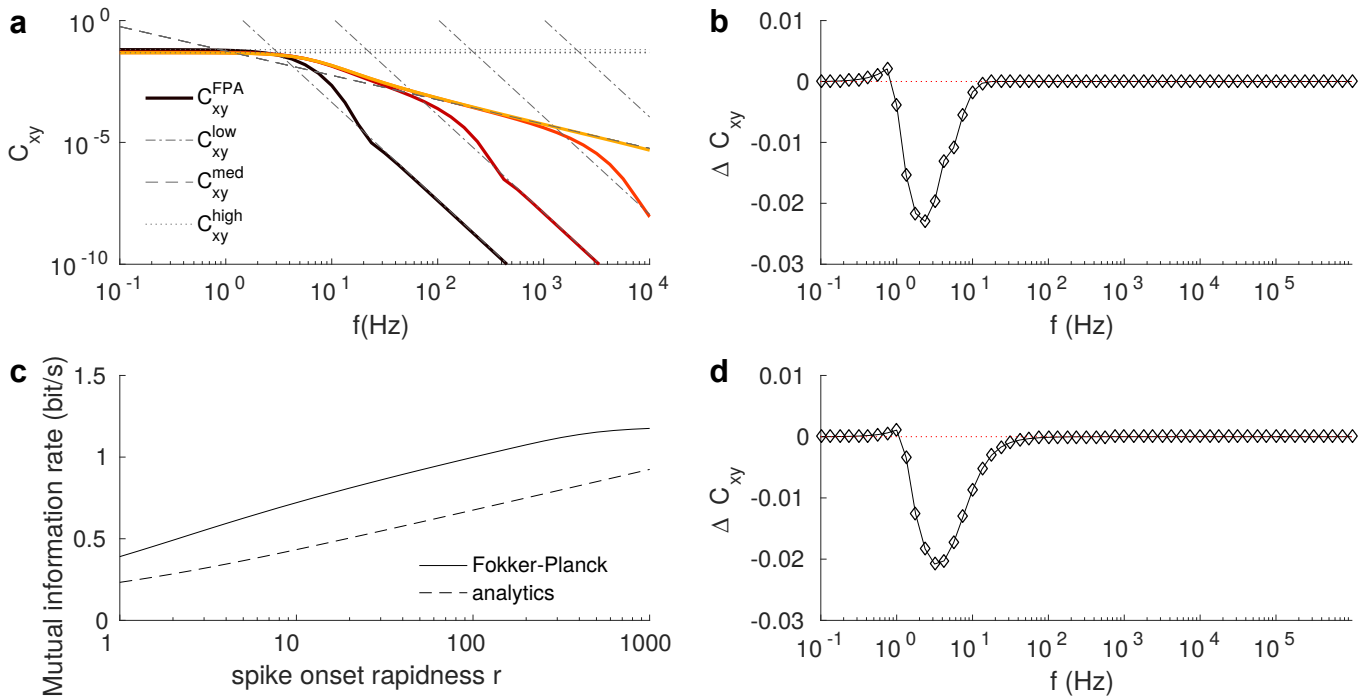 a
10^0
10^-5
10^-10
C_xy
C_xy^FPA
C_xy^low
C_xy^med
C_xy^high
10^-1 10^0 10^1 10^2 10^3 10^4
f(Hz)
b
0.01
0
-0.01
-0.02
-0.03
Δ C_xy
10^-1 10^0 10^1 10^2 10^3 10^4 10^5
f (Hz)
c
Mutual information rate (bit/s)
1.5
1
0.5
0
Fokker-Planck
analytics
1 10 100 1000
spike onset rapidness r
d
0.01
0
-0.01
-0.02
-0.03
Δ C_xy
10^-1 10^0 10^1 10^2 10^3 10^4 10^5
f (Hz)